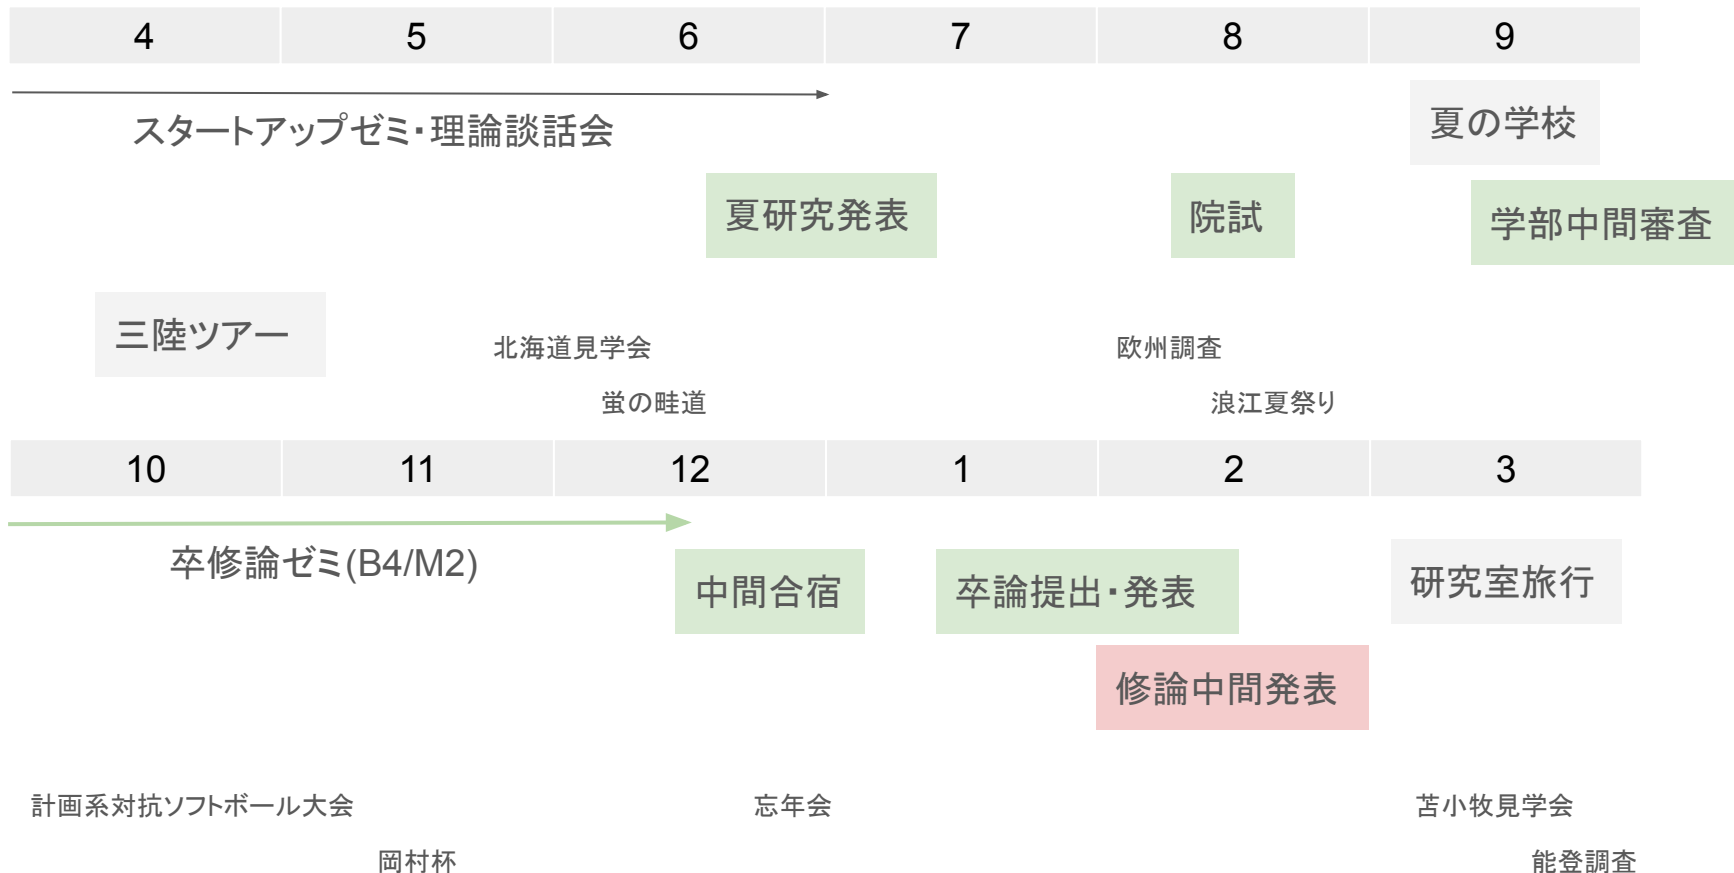 4 5 6 7 8 9
スタートアップゼミ・理論談話会
夏の学校
夏研究発表
院試
学部中間審査
三陸ツアー
北海道見学会
欧州調査
蛍の畦道
浪江夏祭り
10 11 12 1 2 3
卒修論ゼミ(B4/M2)
中間合宿
卒論提出・発表
研究室旅行
修論中間発表
計画系対抗ソフトボール大会
忘年会
苫小牧見学会
岡村杯
能登調査